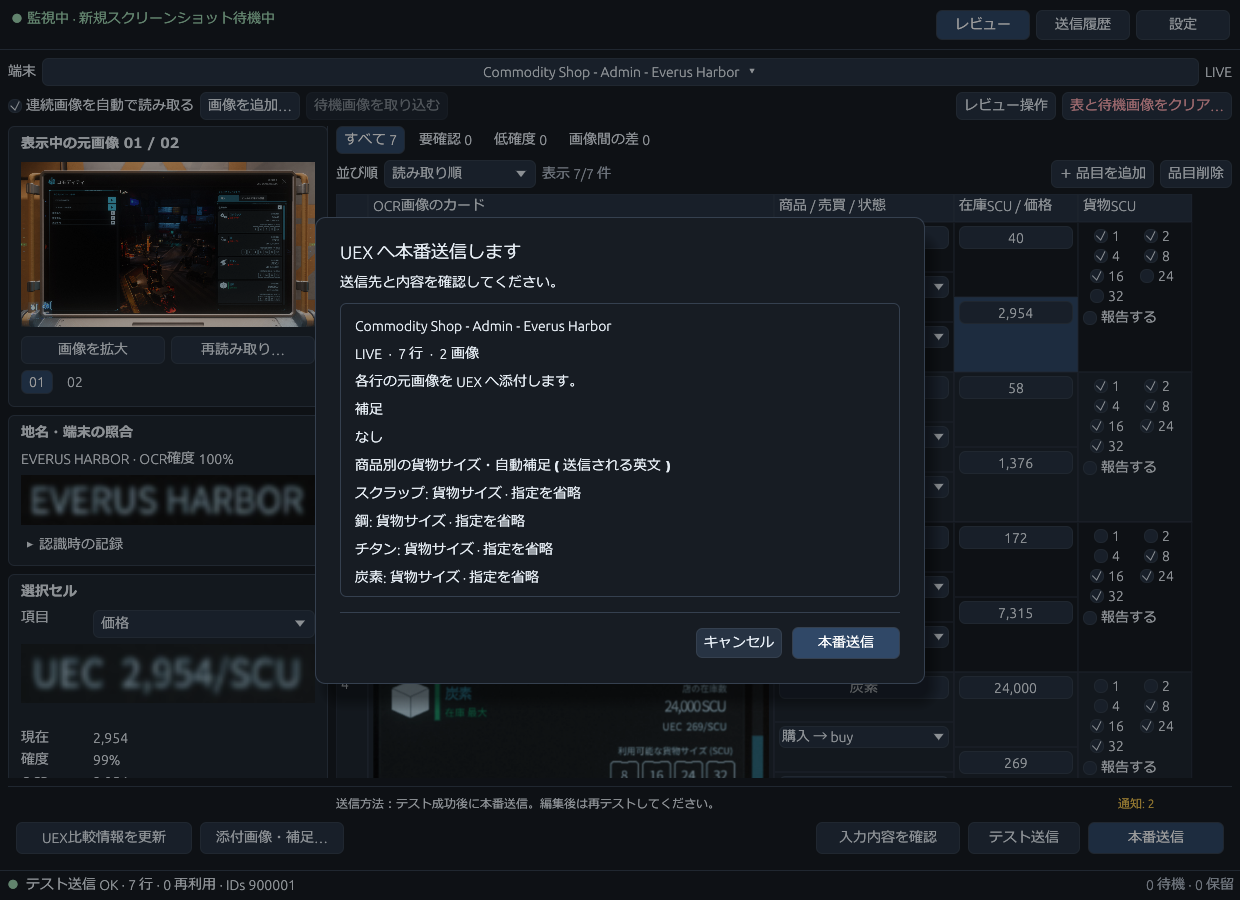 監視中 · 新規スクリーンショット待機中
レビュー
送信履歴
設定
端末
Commodity Shop - Admin - Everus Harbor
LIVE
連続画像を自動で読み取る
画像を追加...
待機画像を取り込む
レビュー操作
表と待機画像をクリア...
表示中の元画像 01 / 02
すべて 7
要確認 0
低確度 0
画像間の差 0
並び順
読み取り順
表示 7/7 件
+ 品目を追加
品目削除
OCR画像のカード
商品 / 売買 / 状態
在庫SCU / 価格
貨物SCU
画像を拡大
再読み取り...
01
02
地名・端末の照合
EVERUS HARBOR · OCR確度 100%
EVERUS HARBOR
認識時の記録
選択セル
項目
価格
UEC 2,954/SCU
現在
2,954
確度
99%
UEX へ本番送信します
送信先と内容を確認してください。
Commodity Shop - Admin - Everus Harbor
LIVE · 7 行 · 2 画像
各行の元画像を UEX へ添付します。
補足
なし
商品別の貨物サイズ・自動補足 ( 送信される英文 )
スクラップ: 貨物サイズ · 指定を省略
鋼: 貨物サイズ · 指定を省略
チタン: 貨物サイズ · 指定を省略
炭素: 貨物サイズ · 指定を省略
キャンセル
本番送信
40
2,954
1 2
4 8
16 24
32
報告する
58
1,376
1 2
4 8
16 24
32
報告する
172
7,315
1 2
4 8
16 24
32
報告する
4
炭素
在庫 最大
店の在庫数
24,000 SCU
UEC 269/SCU
利用可能な貨物サイズ (SCU)
8 16 24 32
炭素
購入 → buy
24,000
269
1 2
4 8
16 24
32
報告する
送信方法 : テスト成功後に本番送信。編集後は再テストしてください。
通知: 2
UEX比較情報を更新
添付画像・補足...
入力内容を確認
テスト送信
本番送信
テスト送信 OK · 7 行 · 0 再利用 · IDs 900001
0 待機 · 0 保留